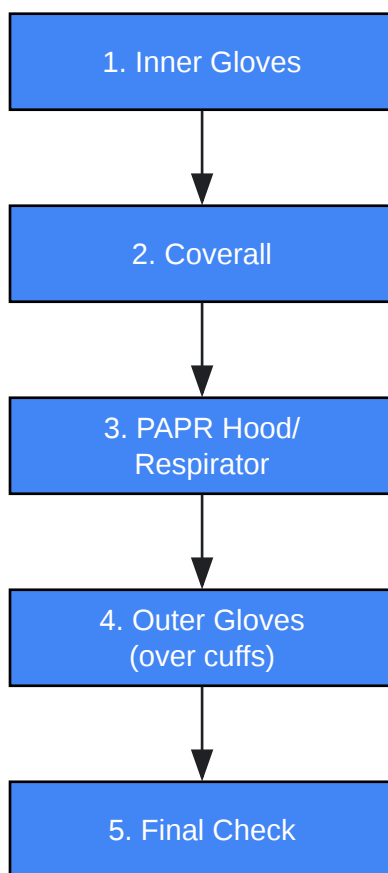 1. Inner Gloves
2. Coverall
3. PAPR Hood/
Respirator
4. Outer Gloves
(over cuffs)
5. Final Check